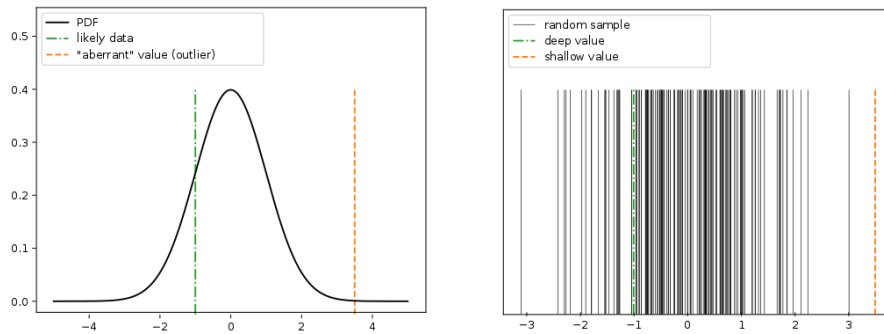 PDF
likely data
"aberrant" value (outlier)
0.5
0.4
0.3
0.2
0.1
0.0
−4 −2 0 2 4
random sample
deep value
shallow value
−3 −2 −1 0 1 2 3